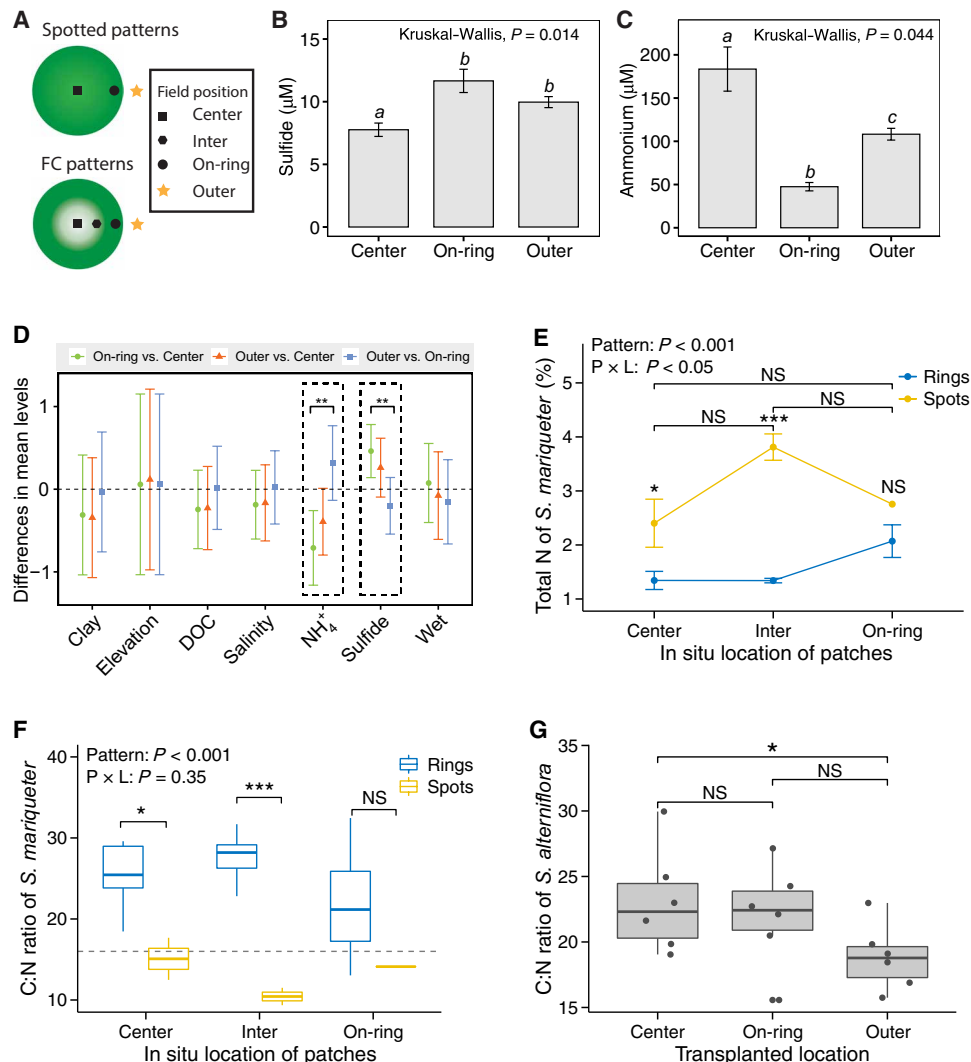 A
Spotted patterns
Field position
Center
Inter
On-ring
Outer
FC patterns
B
Kruskal–Wallis, P = 0.014
Sulfide (μM)
15
10
5
0
a
b
b
Center
On-ring
Outer
C
Kruskal–Wallis, P = 0.044
Ammonium (μM)
200
150
100
50
0
a
b
c
Center
On-ring
Outer
D
On-ring vs. Center
Outer vs. Center
Outer vs. On-ring
Differences in mean levels
1
0
−1
**
**
Clay
Elevation
DOC
Salinity
NH₄⁺
Sulfide
Wet
E
Pattern: P < 0.001
P × L: P < 0.05
Rings
Spots
Total N of S. mariqueter (%)
5
4
3
2
1
NS
NS
NS
*
***
NS
Center
Inter
On-ring
In situ location of patches
F
Pattern: P < 0.001
P × L: P = 0.35
Rings
Spots
C:N ratio of S. mariqueter
40
30
20
10
*
***
NS
Center
Inter
On-ring
In situ location of patches
G
C:N ratio of S. alterniflora
35
30
25
20
15
*
NS
NS
Center
On-ring
Outer
Transplanted location